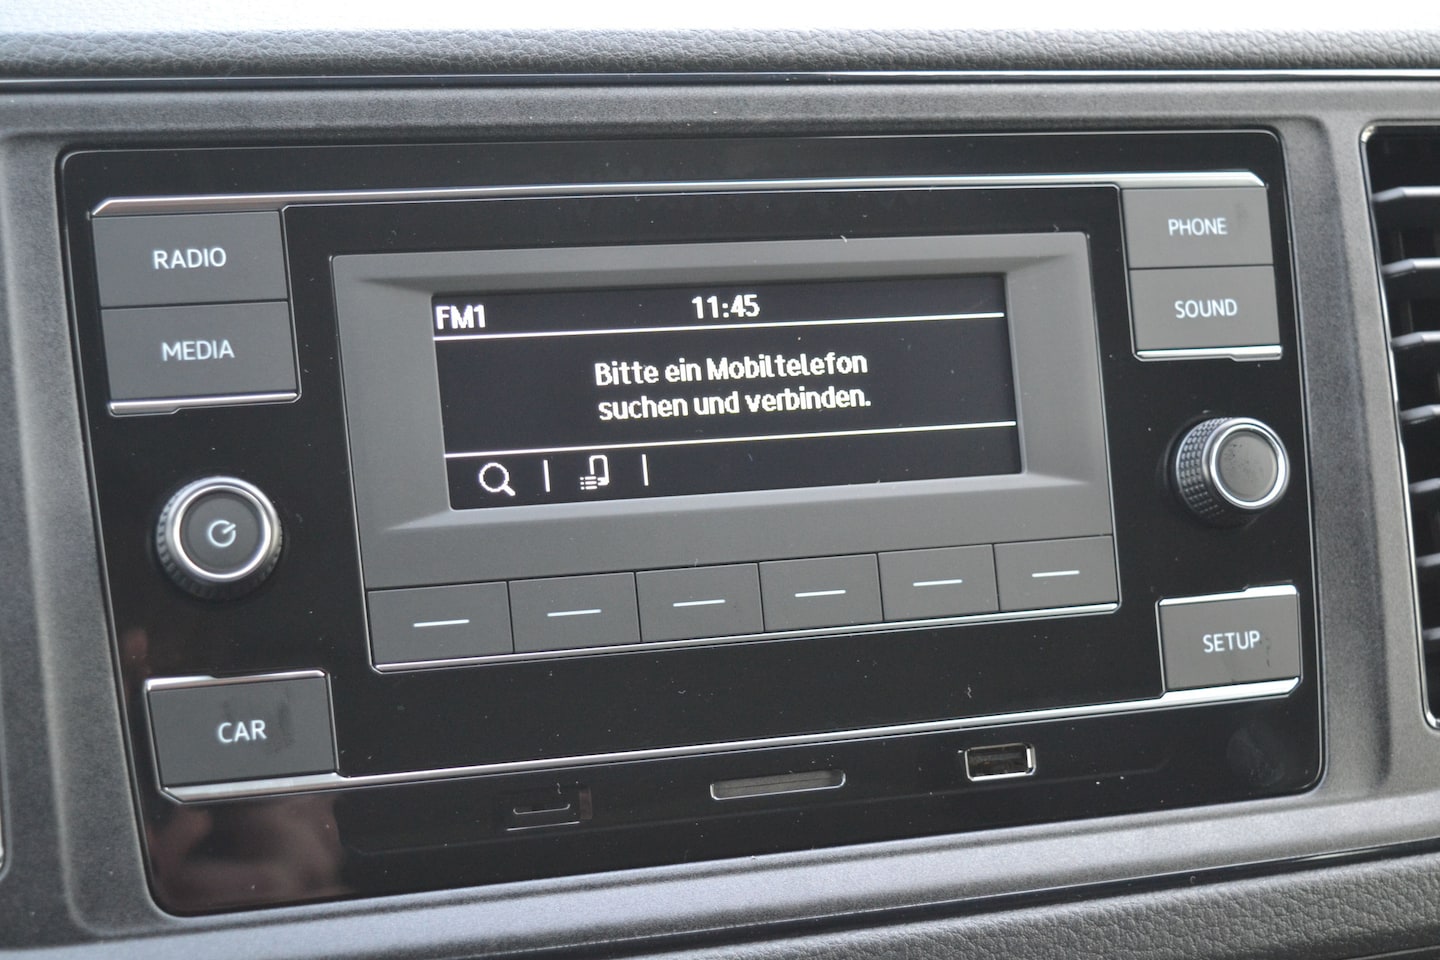 RADIO
MEDIA
FM1 11:45
Bitte ein Mobiltelefon
suchen und verbinden.
PHONE
SOUND
CAR
SETUP